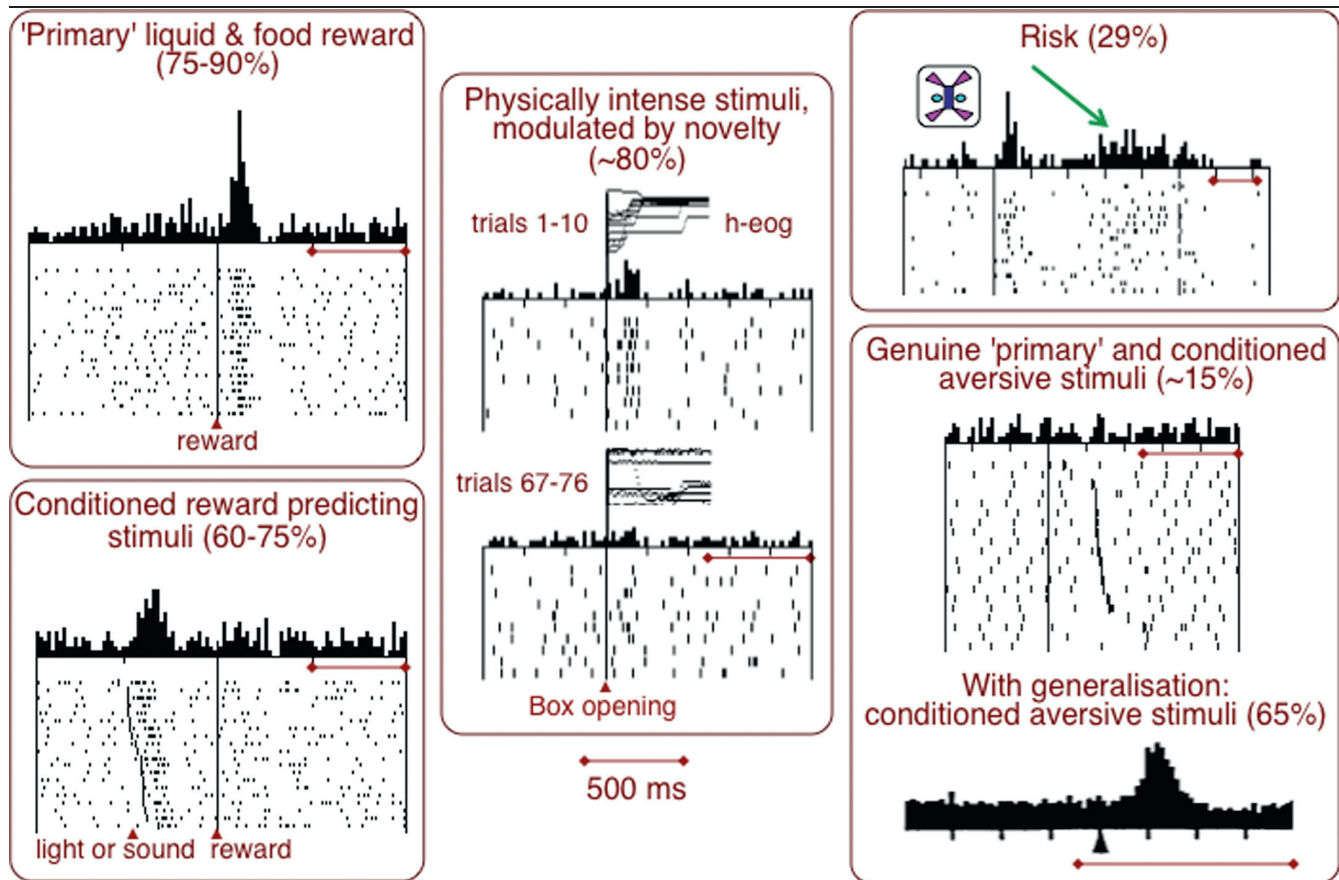 'Primary' liquid & food reward
(75-90%)
reward
Conditioned reward predicting
stimuli (60-75%)
light or sound reward
Physically intense stimuli,
modulated by novelty
(~80%)
trials 1-10
h-eog
trials 67-76
Box opening
500 ms
Risk (29%)
Genuine 'primary' and conditioned
aversive stimuli (~15%)
With generalisation:
conditioned aversive stimuli (65%)